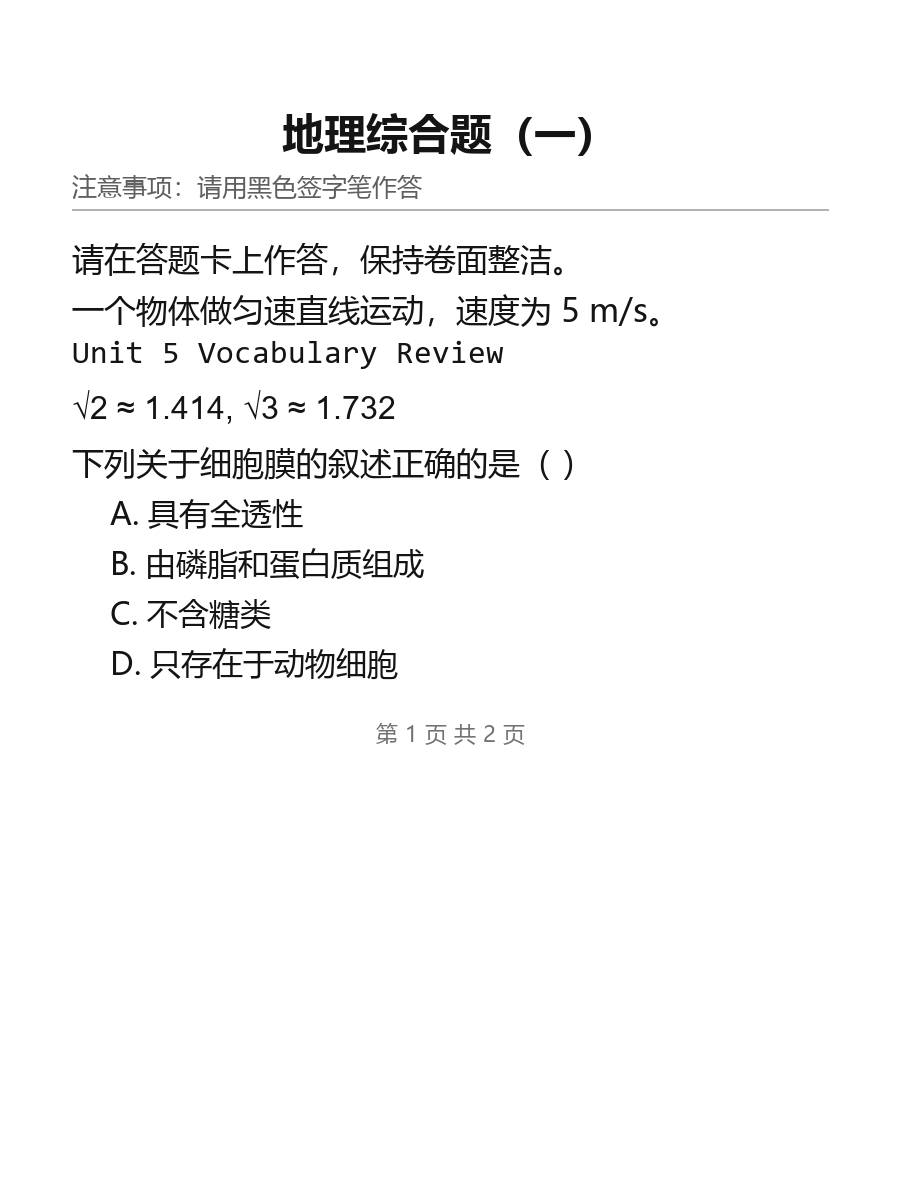 地理综合题（一）
注意事项：请用黑色签字笔作答
请在答题卡上作答，保持卷面整洁。
一个物体做匀速直线运动，速度为 5 m/s。
Unit 5 Vocabulary Review
√2 ≈ 1.414, √3 ≈ 1.732
下列关于细胞膜的叙述正确的是（ ）
A. 具有全透性
B. 由磷脂和蛋白质组成
C. 不含糖类
D. 只存在于动物细胞
第 1 页 共 2 页